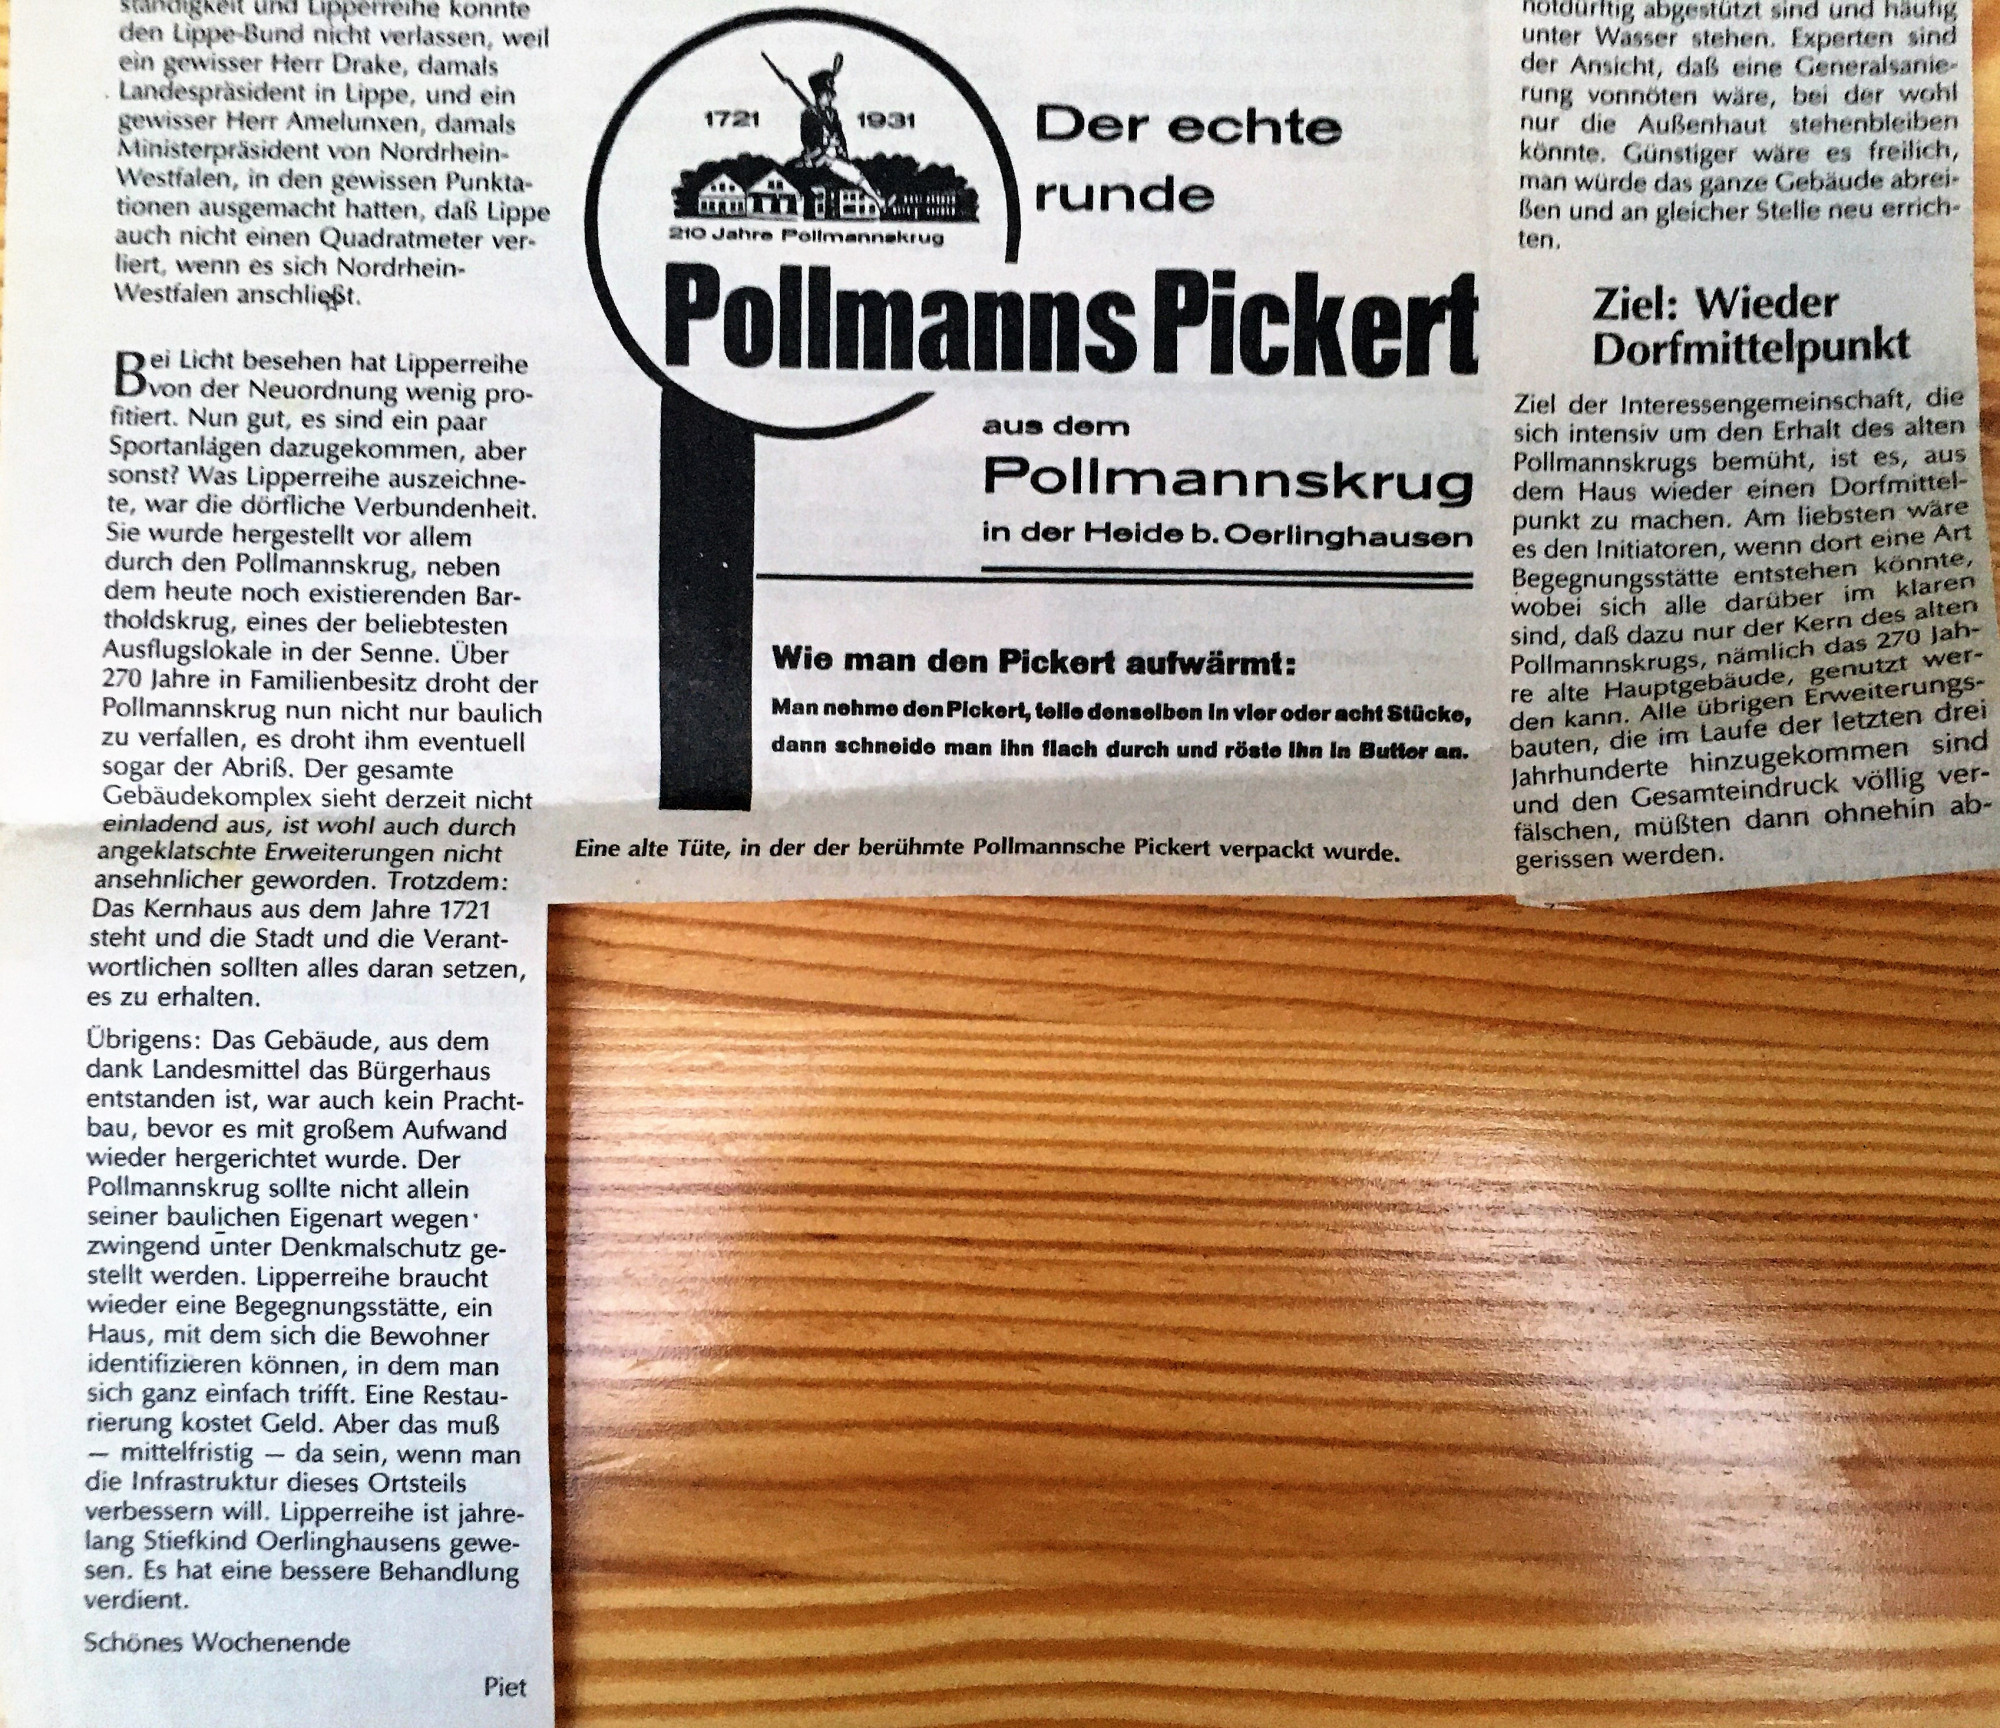 ständigkeit und Lipperreihe konnte
den Lippe-Bund nicht verlassen, weil
ein gewisser Herr Drake, damals
Landespräsident in Lippe, und ein
gewisser Herr Amelunxen, damals
Ministerpräsident von Nordrhein-
Westfalen, in den gewissen Punkta-
tionen ausgemacht hatten, daß Lippe
auch nicht einen Quadratmeter ver-
liert, wenn es sich Nordrhein-
Westfalen anschließt.
Bei Licht besehen hat Lipperreihe
von der Neuordnung wenig pro-
fitiert. Nun gut, es sind ein paar
Sportanlagen dazugekommen, aber
sonst? Was Lipperreihe auszeichne-
te, war die dörfliche Verbundenheit.
Sie wurde hergestellt vor allem
durch den Pollmannskrug, neben
dem heute noch existierenden Bar-
tholdskrug, eines der beliebtesten
Ausflugslokale in der Senne. Über
270 Jahre in Familienbesitz droht der
Pollmannskrug nun nicht nur baulich
zu verfallen, es droht ihm eventuell
sogar der Abriß. Der gesamte
Gebäudekomplex sieht derzeit nicht
einladend aus, ist wohl auch durch
angeklatschte Erweiterungen nicht
ansehnlicher geworden. Trotzdem:
Das Kernhaus aus dem Jahre 1721
steht und die Stadt und die Verant-
wortlichen sollten alles daran setzen,
es zu erhalten.
Übrigens: Das Gebäude, aus dem
dank Landesmittel das Bürgerhaus
entstanden ist, war auch kein Pracht-
bau, bevor es mit großem Aufwand
wieder hergerichtet wurde. Der
Pollmannskrug sollte nicht allein
seiner baulichen Eigenart wegen
zwingend unter Denkmalschutz ge-
stellt werden. Lipperreihe braucht
wieder eine Begegnungsstätte, ein
Haus, mit dem sich die Bewohner
identifizieren können, in dem man
sich ganz einfach trifft. Eine Restau-
rierung kostet Geld. Aber das muß
— mittelfristig — da sein, wenn man
die Infrastruktur dieses Ortsteils
verbessern will. Lipperreihe ist jahre-
lang Stiefkind Oerlinghausens gewe-
sen. Es hat eine bessere Behandlung
verdient.
Schönes Wochenende
Piet
1721 1931
210 Jahre Pollmannskrug
Der echte
runde
Pollmanns Pickert
aus dem
Pollmannskrug
in der Heide b. Oerlinghausen
Wie man den Pickert aufwärmt:
Man nehme den Pickert, teile denselben in vier oder acht Stücke,
dann schneide man ihn flach durch und röste ihn in Butter an.
Eine alte Tüte, in der der berühmte Pollmannsche Pickert verpackt wurde.
notdürftig abgestützt sind und häufig
unter Wasser stehen. Experten sind
der Ansicht, daß eine Generalsanie-
rung vonnöten wäre, bei der wohl
nur die Außenhaut stehenbleiben
könnte. Günstiger wäre es freilich,
man würde das ganze Gebäude abrei-
ßen und an gleicher Stelle neu errich-
ten.
Ziel: Wieder
Dorfmittelpunkt
Ziel der Interessengemeinschaft, die
sich intensiv um den Erhalt des alten
Pollmannskrugs bemüht, ist es, aus
dem Haus wieder einen Dorfmittel-
punkt zu machen. Am liebsten wäre
es den Initiatoren, wenn dort eine Art
Begegnungsstätte entstehen könnte,
wobei sich alle darüber im klaren
sind, daß dazu nur der Kern des alten
Pollmannskrugs, nämlich das 270 Jah-
re alte Hauptgebäude, genutzt wer-
den kann. Alle übrigen Erweiterungs-
bauten, die im Laufe der letzten drei
Jahrhunderte hinzugekommen sind
und den Gesamteindruck völlig ver-
fälschen, müßten dann ohnehin ab-
gerissen werden.